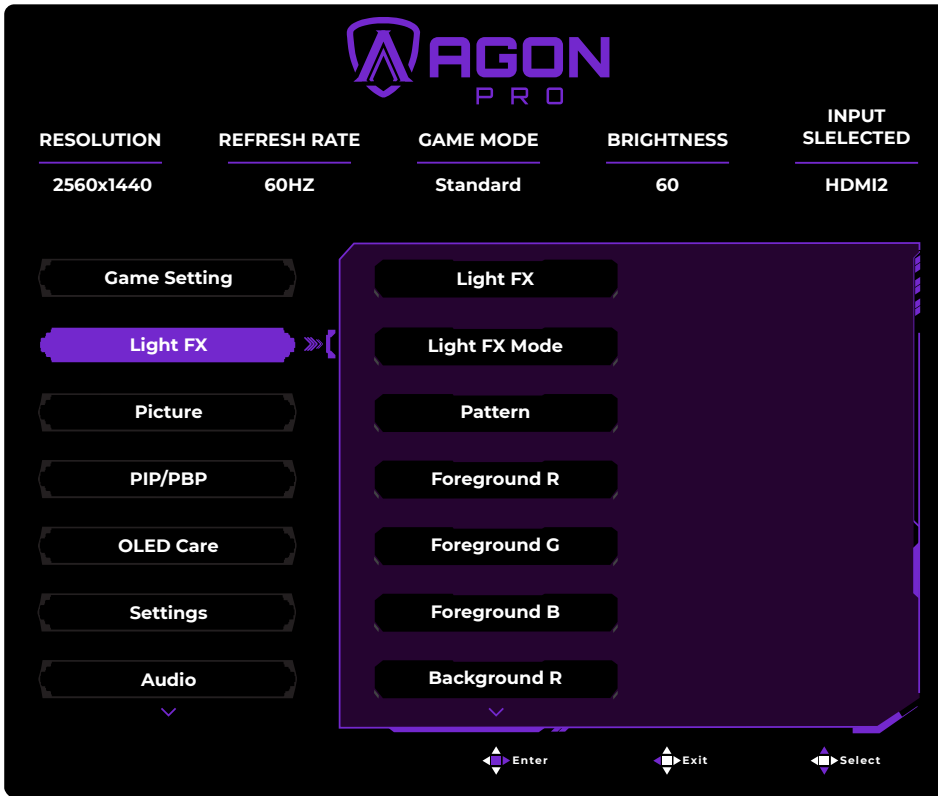 AGON
PRO
RESOLUTION
REFRESH RATE
GAME MODE
BRIGHTNESS
INPUT
SLELECTED
2560x1440
60HZ
Standard
60
HDMI2
Game Setting
Light FX
Picture
PIP/PBP
OLED Care
Settings
Audio
Light FX
Light FX Mode
Pattern
Foreground R
Foreground G
Foreground B
Background R
Enter
Exit
Select